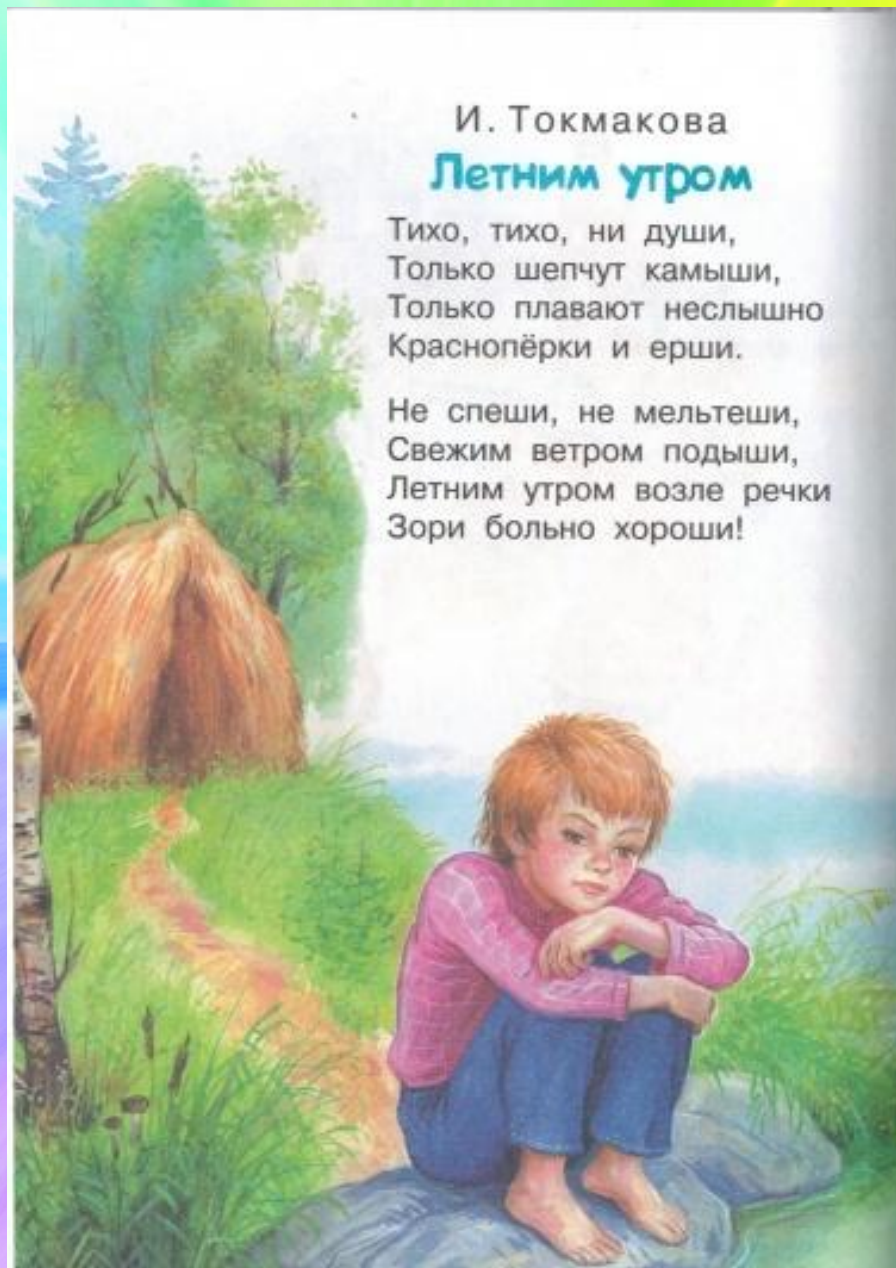 И. Токмакова
Летним утром
Тихо, тихо, ни души,
Только шепчут камыши,
Только плавают неслышно
Краснопёрки и ерши.
Не спеши, не мельтеши,
Свежим ветром подыши,
Летним утром возле речки
Зори больно хороши!